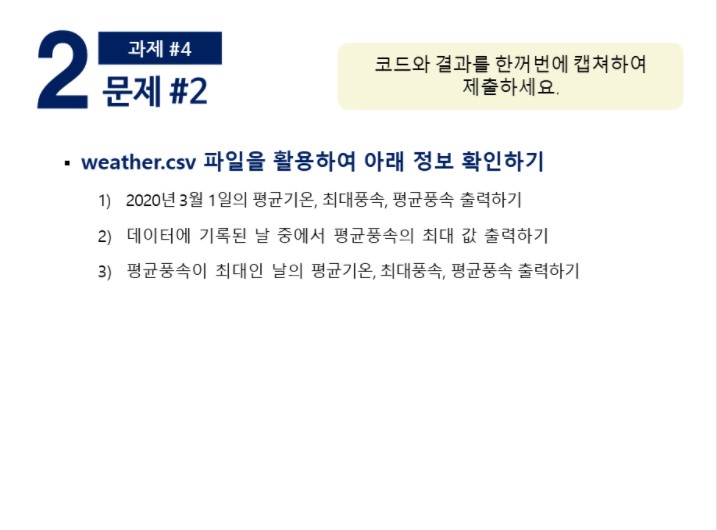 2
과제 #4
문제 #2
코드와 결과를 한꺼번에 캡쳐하여
제출하세요.
▪ weather.csv 파일을 활용하여 아래 정보 확인하기
1) 2020년 3월 1일의 평균기온, 최대풍속, 평균풍속 출력하기
2) 데이터에 기록된 날 중에서 평균풍속의 최대 값 출력하기
3) 평균풍속이 최대인 날의 평균기온, 최대풍속, 평균풍속 출력하기